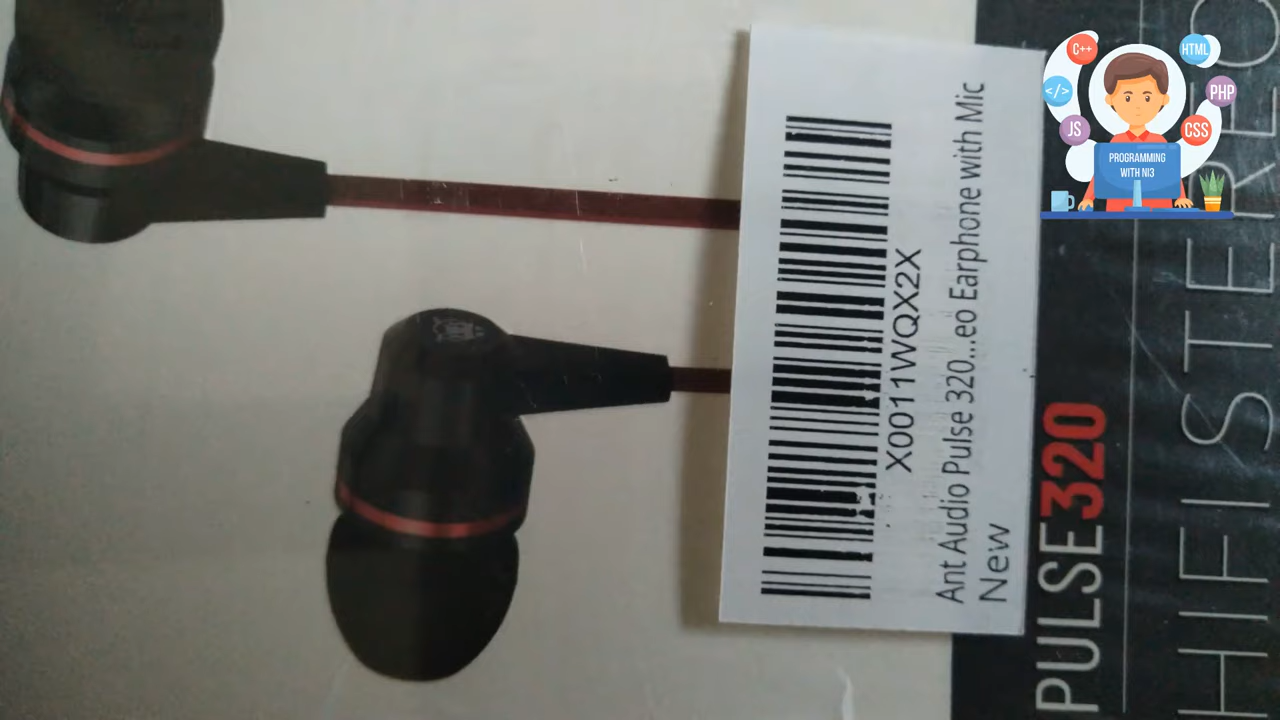 X0011WQX2X
Ant Audio Pulse 320...eo Earphone with Mic
New
PULSE320
HIFI STEREO
C++
HTML
</>
PHP
JS
CSS
PROGRAMMING
WITH NI3